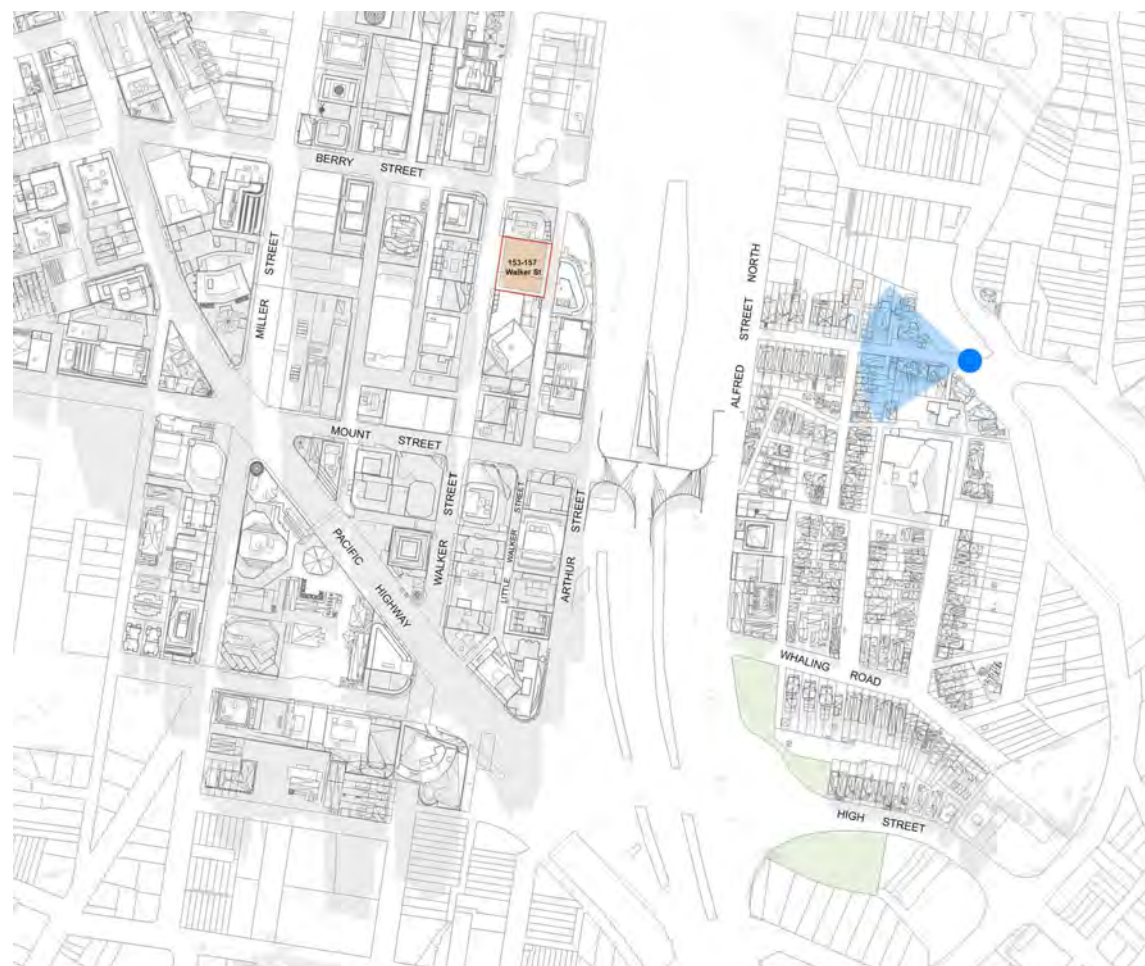 BERRY STREET
153-157
Walker St
MILLER STREET
ALFRED STREET NORTH
MOUNT STREET
PACIFIC HIGHWAY
WALKER STREET
LITTLE WALKER STREET
ARTHUR STREET
WHALING ROAD
HIGH STREET